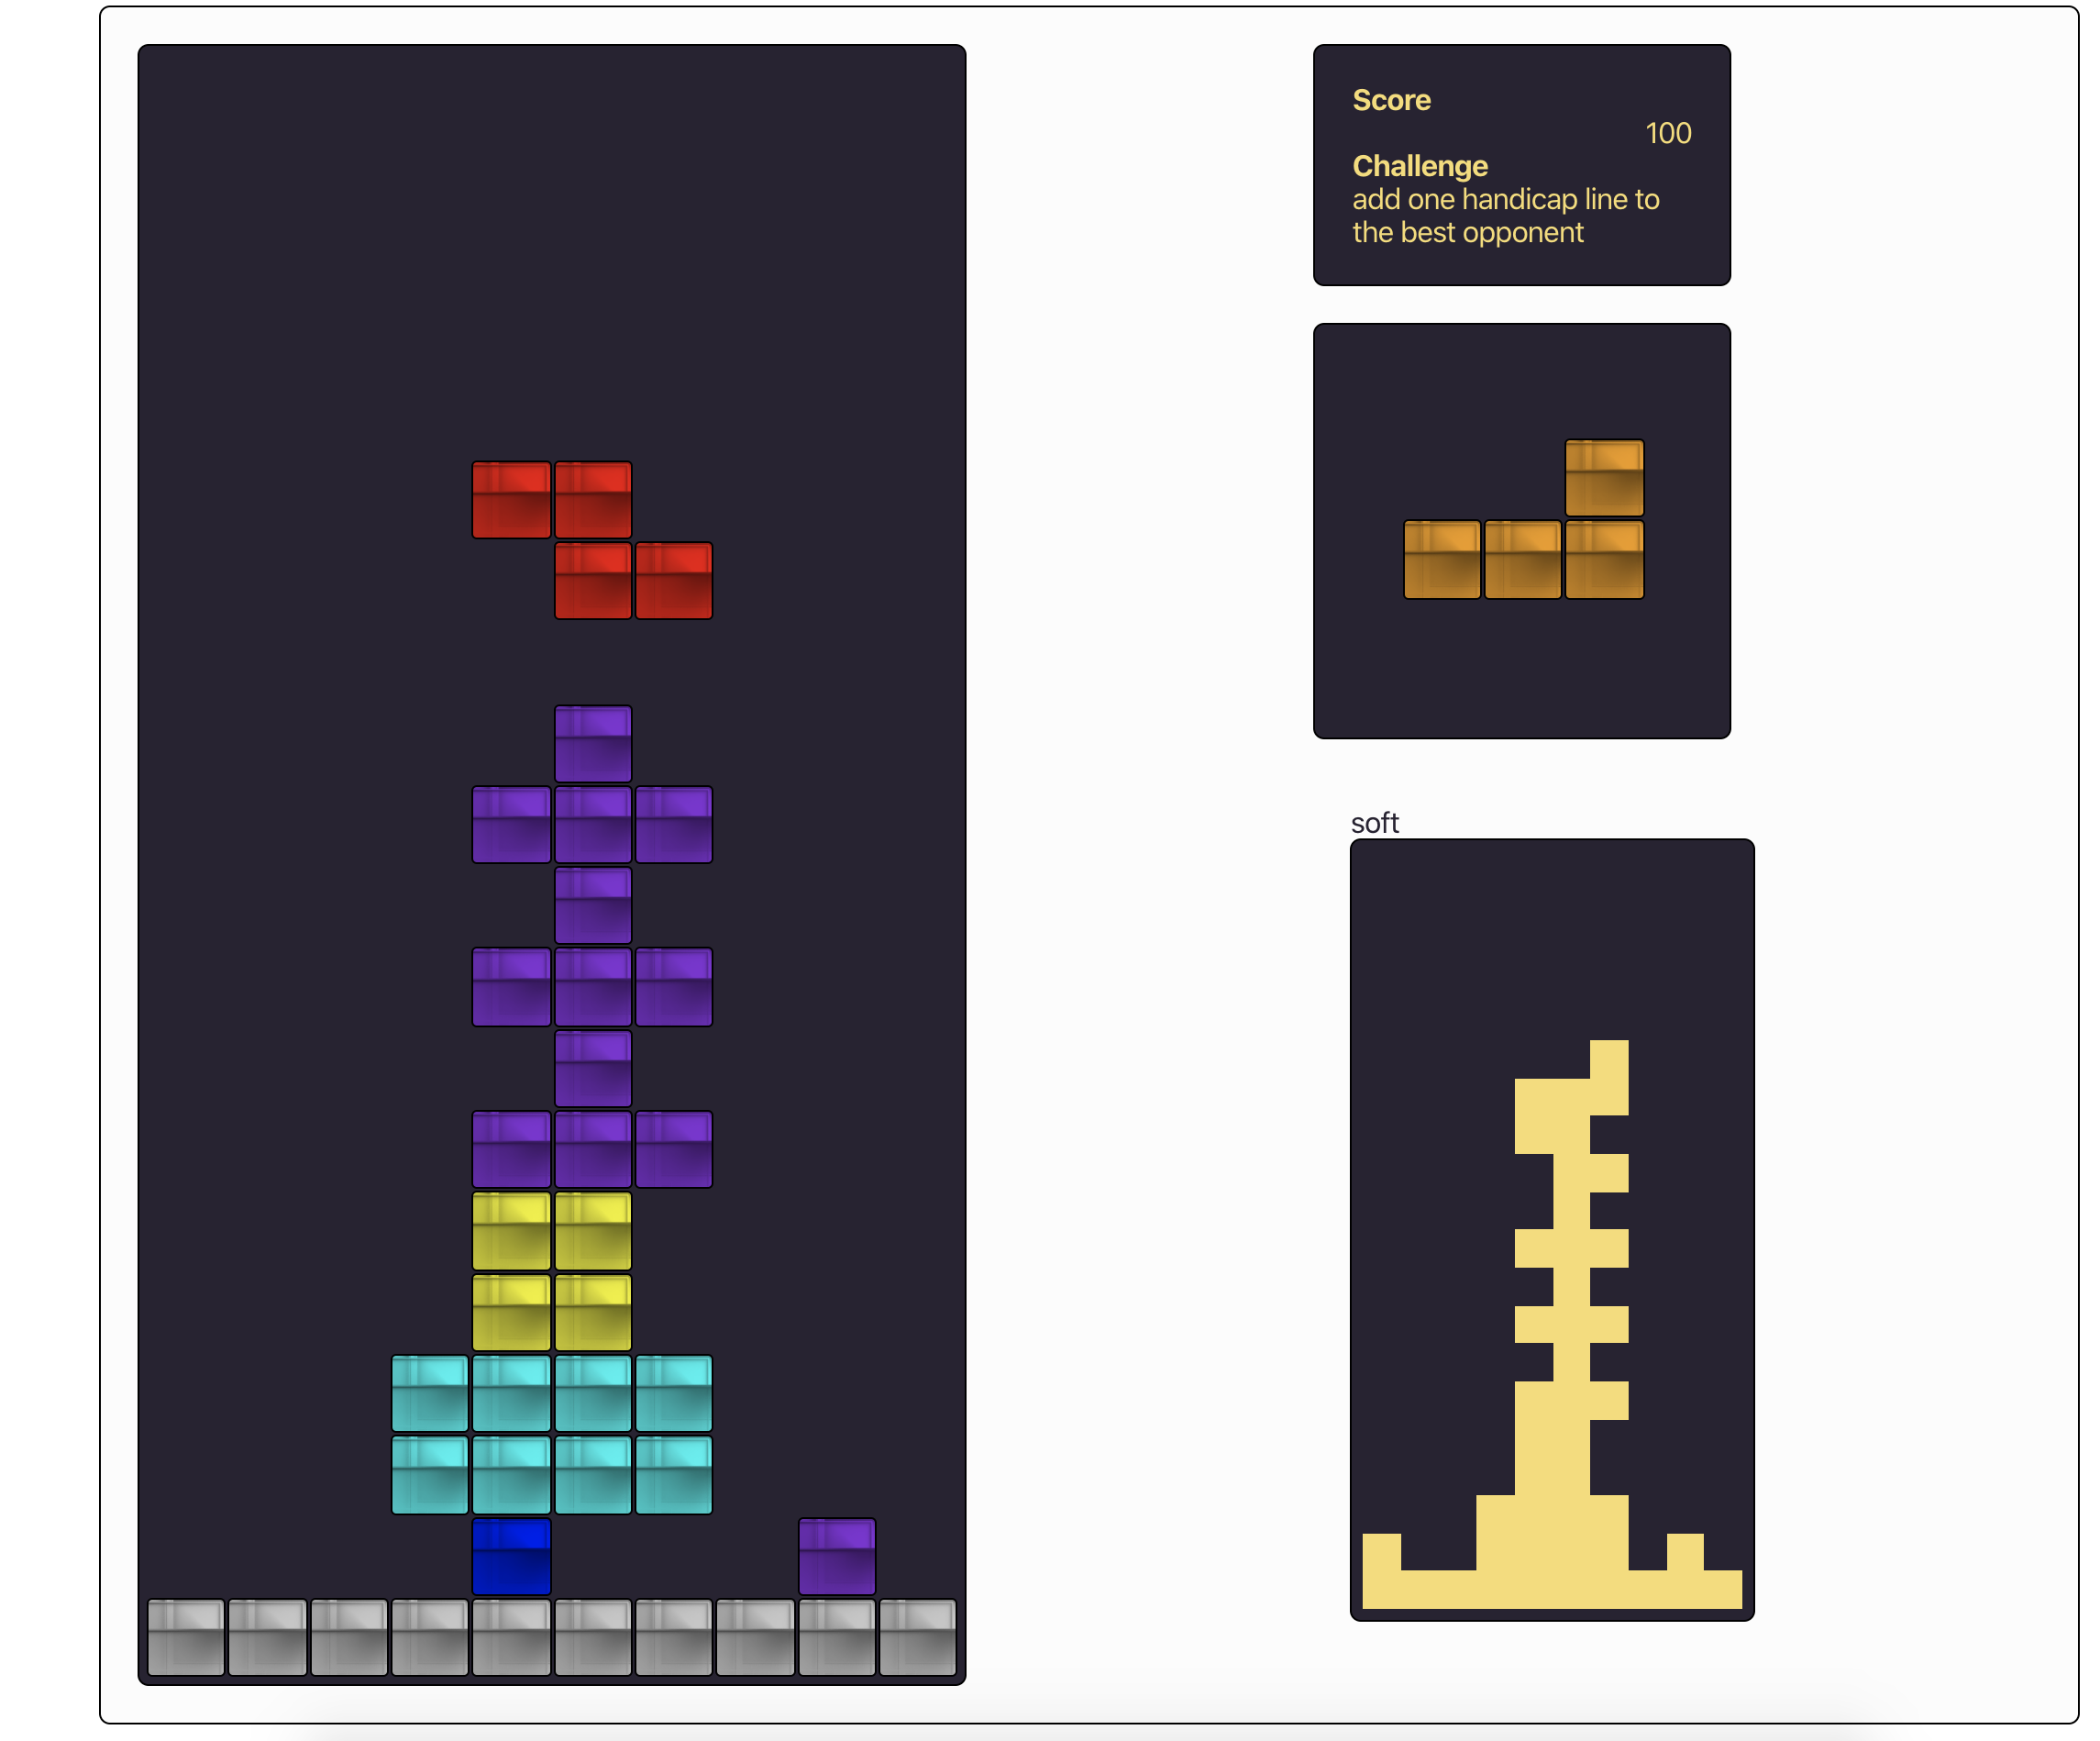 Score
100
Challenge
add one handicap line to
the best opponent
soft